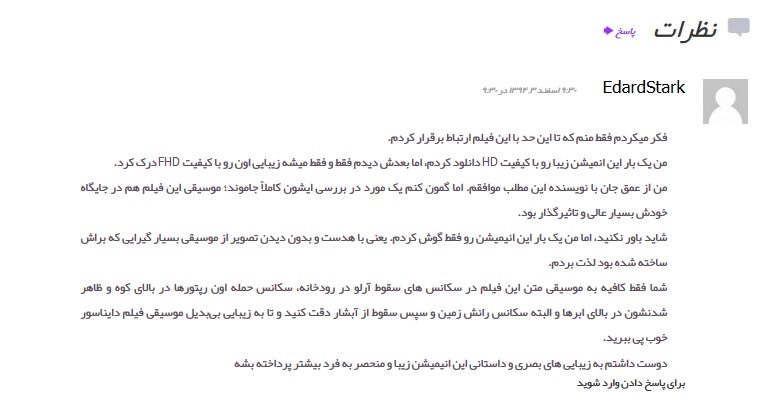 نظرات پاسخ
EdardStark ۹:۳۰ اسفند ۳, ۱۳۹۴ در ۹:۳۰
فکر میکردم فقط منم که تا این حد با این فیلم ارتباط برقرار کردم.
من یک بار این انمیشن زیبا رو با کیفیت HD دانلود کردم، اما بعدش دیدم فقط و فقط میشه زیبایی اون رو با کیفیت FHD درک کرد.
من از عمق جان با نویسنده این مطلب موافقم. اما گمون کنم یک مورد در بررسی ایشون کاملاً جاموند؛ موسیقی این فیلم هم در جایگاه
خودش بسیار عالی و تاثیرگذار بود.
شاید باور نکنید، اما من یک بار این انیمیشن رو فقط گوش کردم. یعنی با هدست و بدون دیدن تصویر از موسیقی بسیار گیرایی که براش
ساخته شده بود لذت بردم.
شما فقط کافیه به موسیقی متن این فیلم در سکانس های سقوط آرلو در رودخانه، سکانس حمله اون رپتورها در بالای کوه و ظاهر
شدنشون در بالای ابرها و البته سکانس رانش زمین و سپس سقوط از آبشار دقت کنید و تا به زیبایی بی‌بدیل موسیقی فیلم دایناسور
خوب پی ببرید.
دوست داشتم به زیبایی های بصری و داستانی این انیمیشن زیبا و منحصر به فرد بیشتر پرداخته بشه
برای پاسخ دادن وارد شوید